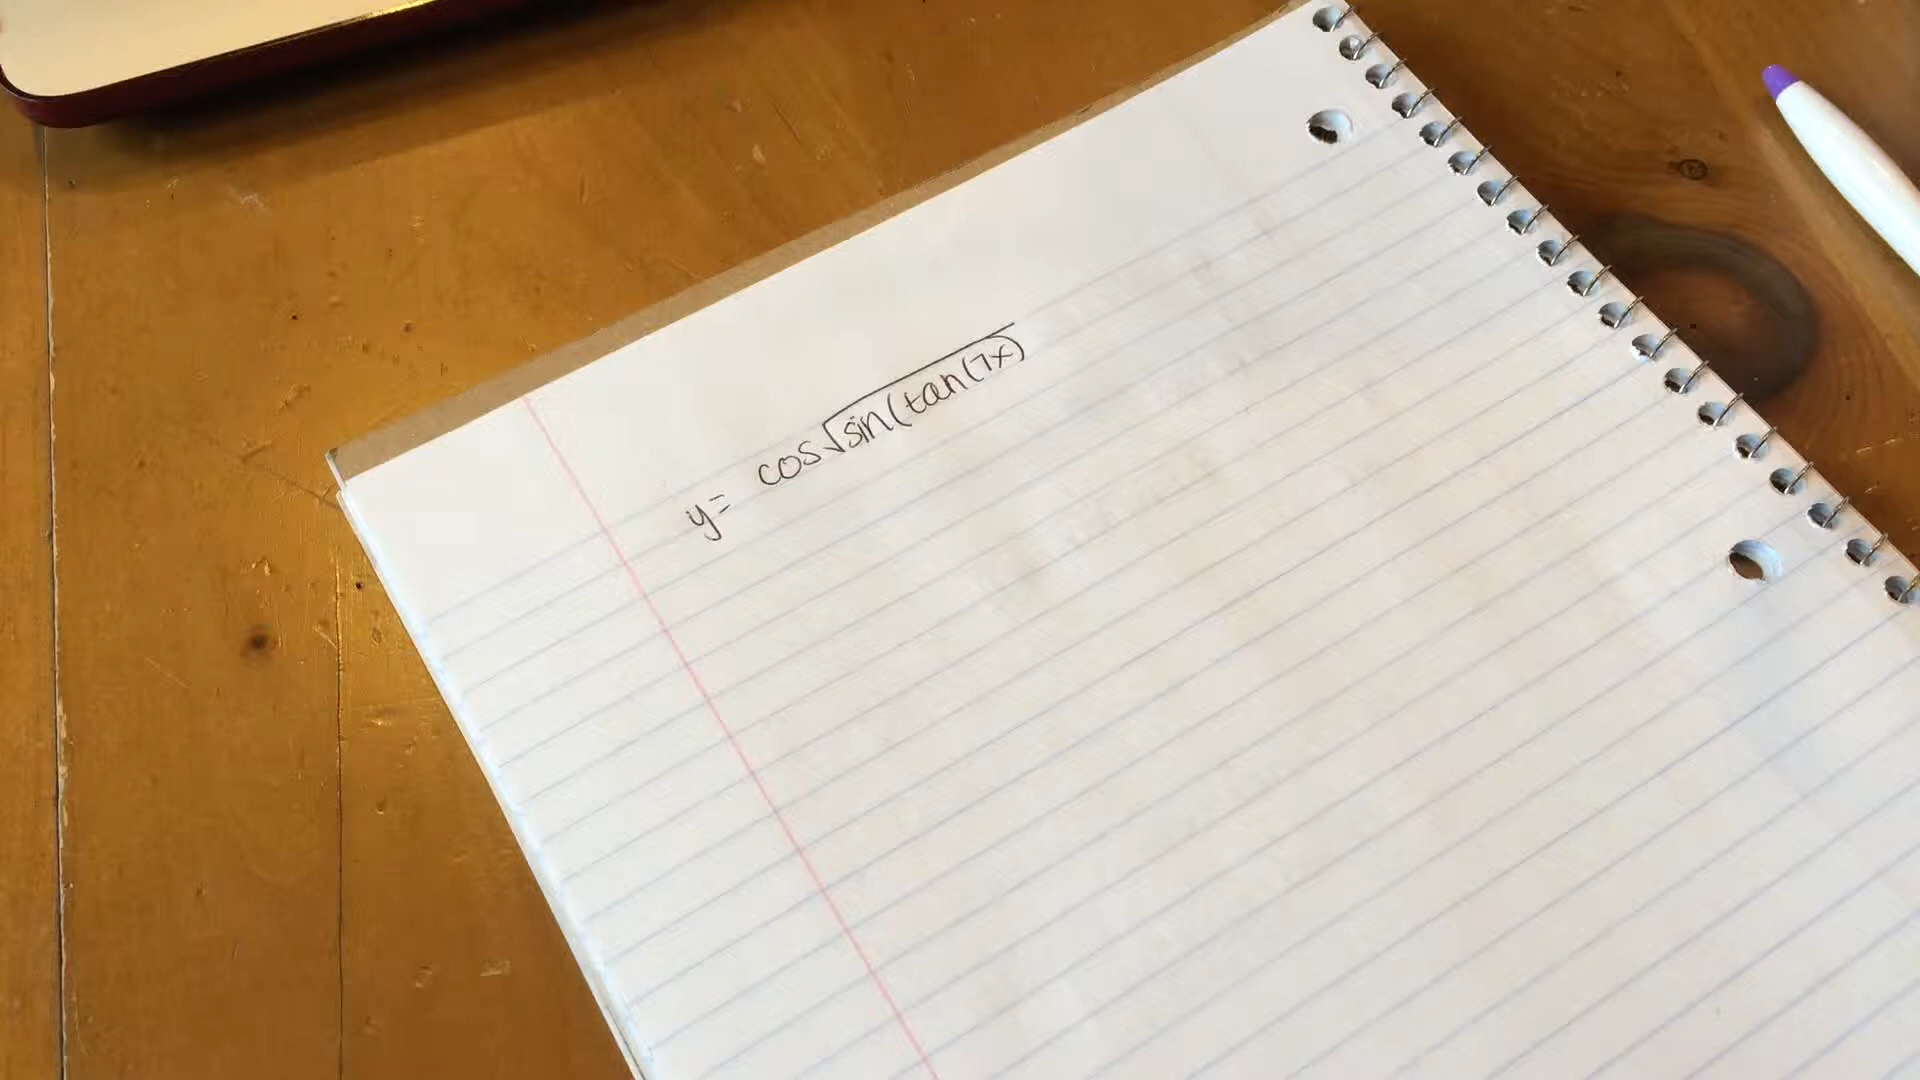 y= cos√sin(tan(7x)